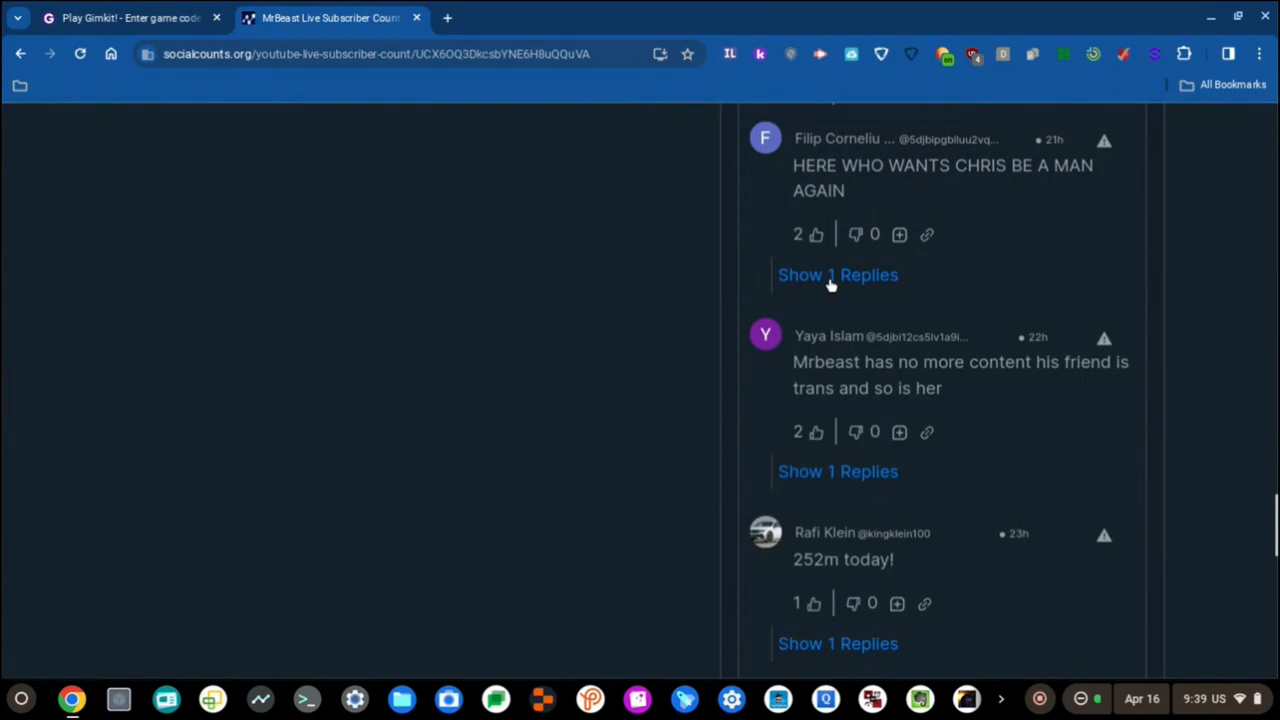 Play Gimkit! - Enter game code
MrBeast Live Subscriber Count
socialcounts.org/youtube-live-subscriber-count/UCX6OQ3DkcsbYNE6H8uQQuVA
All Bookmarks
Filip Corneliu ... @5djbipgbiluu2vq... • 21h
HERE WHO WANTS CHRIS BE A MAN
AGAIN
2 0
Show 1 Replies
Yaya Islam @5djbi12cs5lv1a9i... • 22h
Mrbeast has no more content his friend is
trans and so is her
2 0
Show 1 Replies
Rafi Klein @kingklein100 • 23h
252m today!
1 0
Show 1 Replies
Apr 16
9:39 US